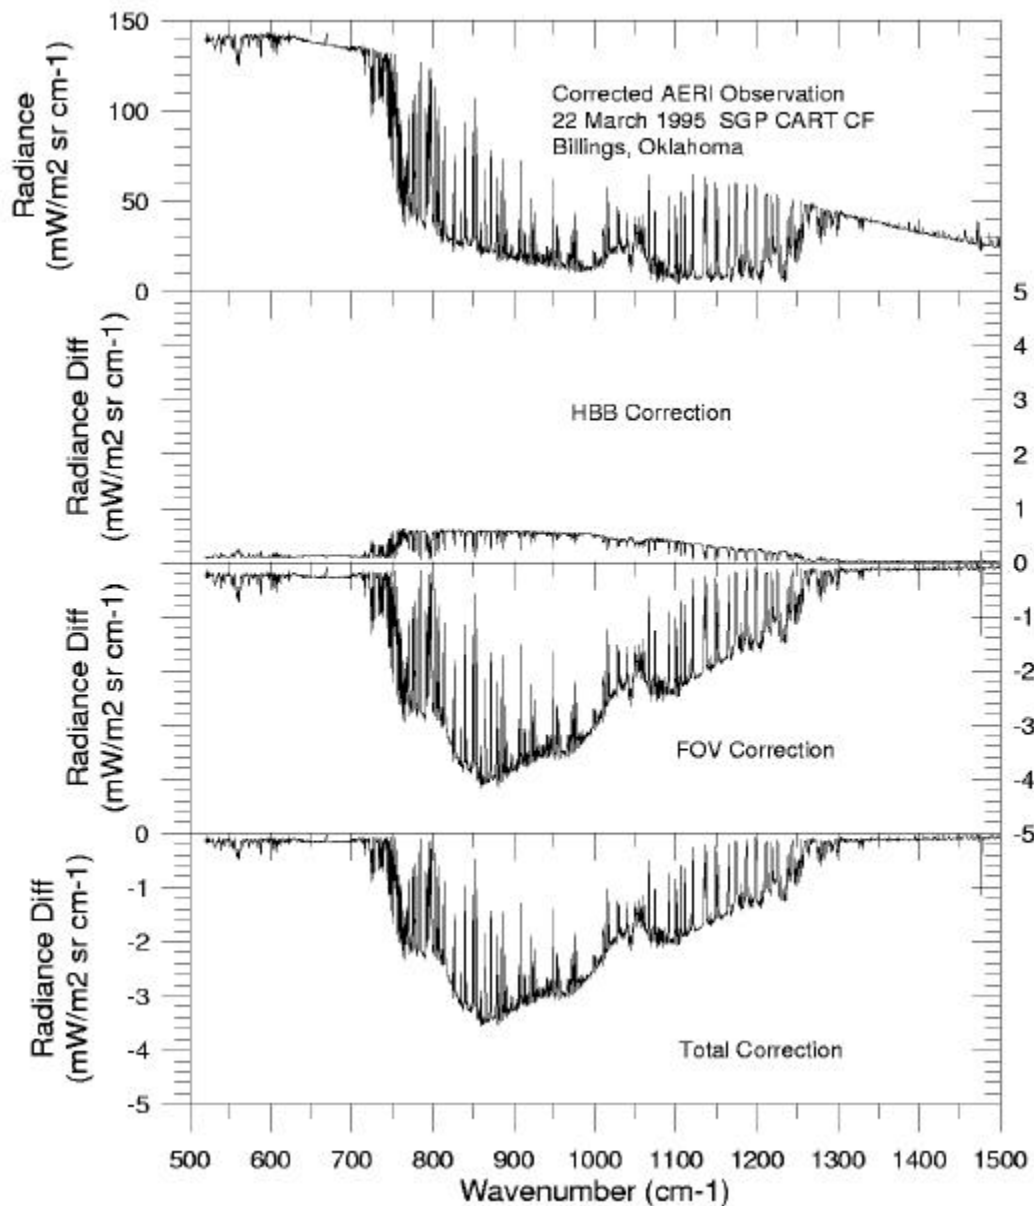 150
100
50
0
Radiance
(mW/m2 sr cm-1)
Corrected AERI Observation
22 March 1995 SGP CART CF
Billings, Oklahoma
5
4
3
2
1
0
Radiance Diff
(mW/m2 sr cm-1)
HBB Correction
-1
-2
-3
-4
-5
Radiance Diff
(mW/m2 sr cm-1)
FOV Correction
0
-1
-2
-3
-4
-5
Radiance Diff
(mW/m2 sr cm-1)
Total Correction
500 600 700 800 900 1000 1100 1200 1300 1400 1500
Wavenumber (cm-1)